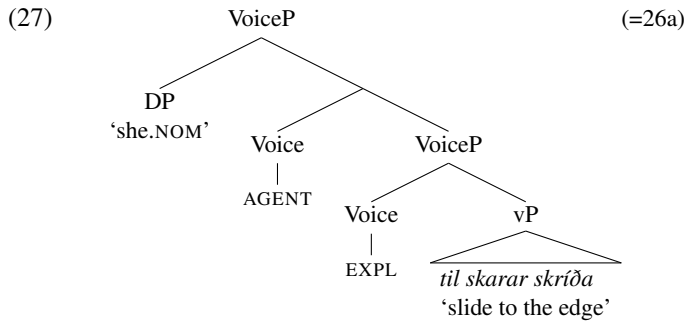 (27) VoiceP (=26a)
DP
'she.NOM'
Voice VoiceP
AGENT
Voice vP
EXPL
til skarar skríða
'slide to the edge'